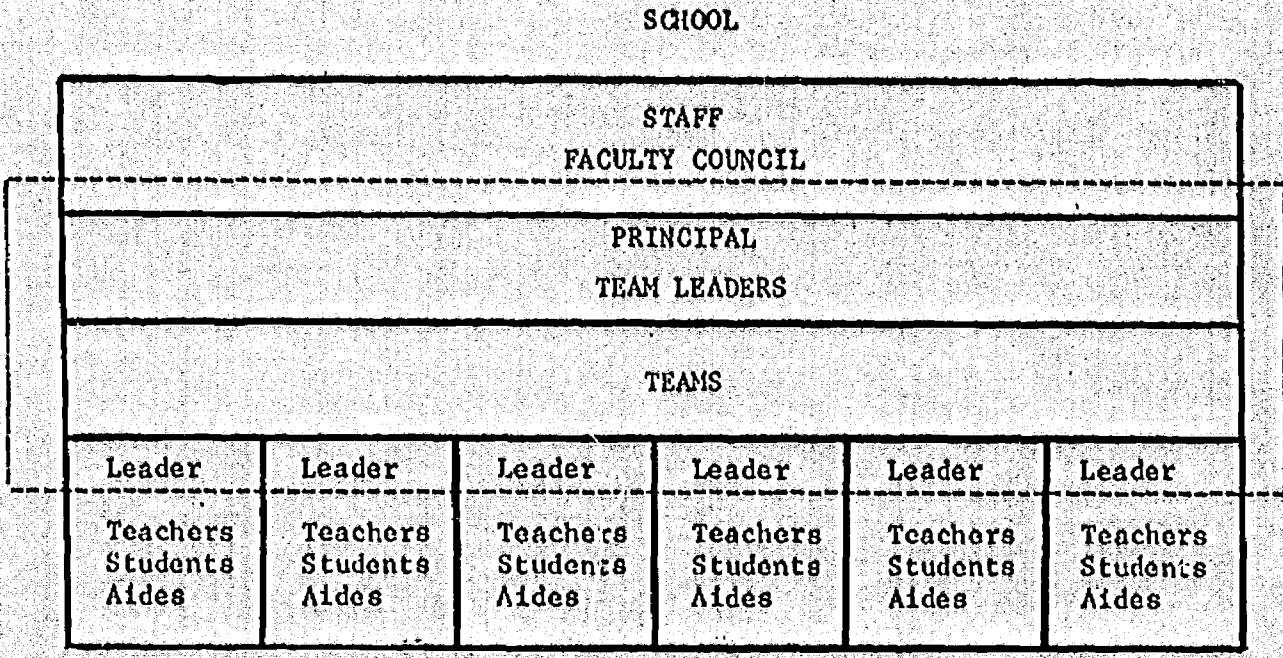 SCHOOL
STAFF
FACULTY COUNCIL
PRINCIPAL
TEAM LEADERS
TEAMS
Leader Leader Leader Leader Leader Leader
Teachers Teachers Teachers Teachers Teachers Teachers
Students Students Students Students Students Students
Aides Aides Aides Aides Aides Aides